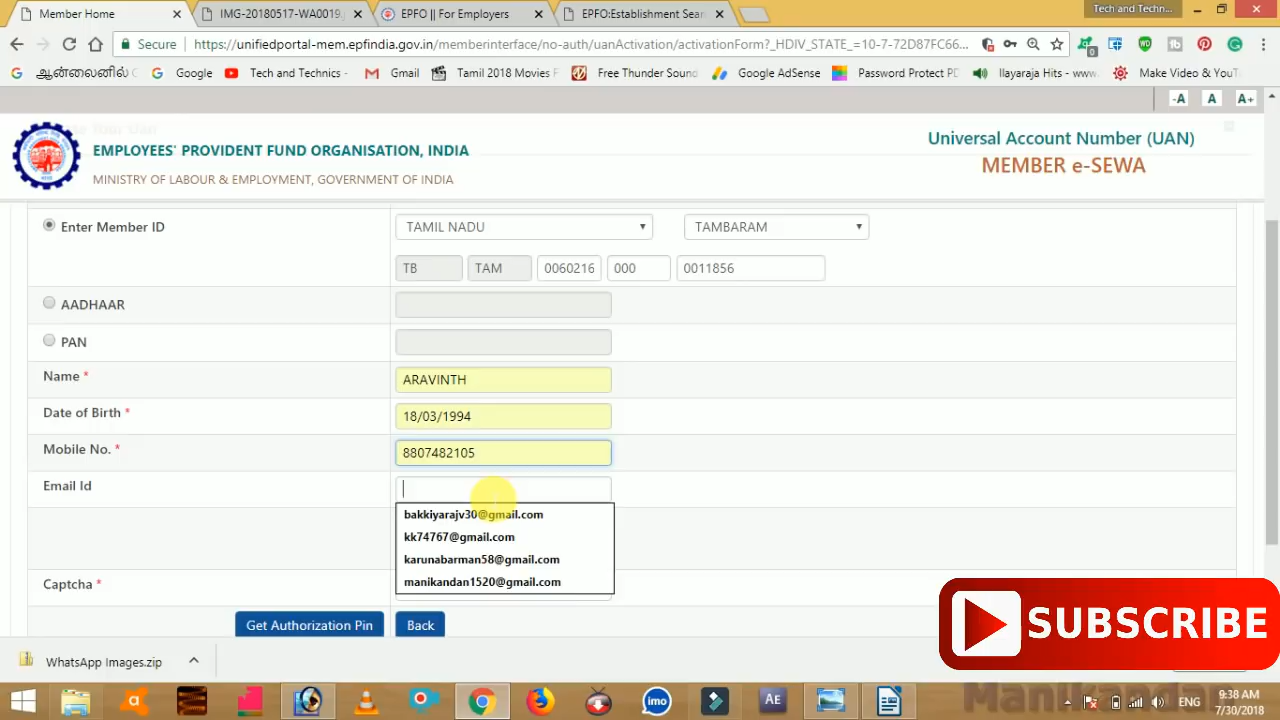 Member Home
IMG-20180517-WA0019.
EPFO || For Employers
EPFO:Establishment Sear
Tech and Techn...
Secure
https://unifiedportal-mem.epfindia.gov.in/memberinterface/no-auth/uanActivation/activationForm?_HDIV_STATE_=10-7-72D87FC66...
ஆன்லைனில்
Google
Tech and Technics -
Gmail
Tamil 2018 Movies F
Free Thunder Sound
Google AdSense
Password Protect PD
Ilayaraja Hits - www.
Make Video & YouT
-A
A
A+
EMPLOYEES' PROVIDENT FUND ORGANISATION, INDIA
MINISTRY OF LABOUR & EMPLOYMENT, GOVERNMENT OF INDIA
Universal Account Number (UAN)
MEMBER e-SEWA
Enter Member ID
TAMIL NADU
TAMBARAM
TB
TAM
0060216
000
0011856
AADHAAR
PAN
Name *
ARAVINTH
Date of Birth *
18/03/1994
Mobile No. *
8807482105
Email Id
bakkiyarajv30@gmail.com
kk74767@gmail.com
karunabarman58@gmail.com
manikandan1520@gmail.com
Captcha *
Get Authorization Pin
Back
SUBSCRIBE
WhatsApp Images.zip
imo
AE
Manikandan
ENG
9:38 AM
7/30/2018